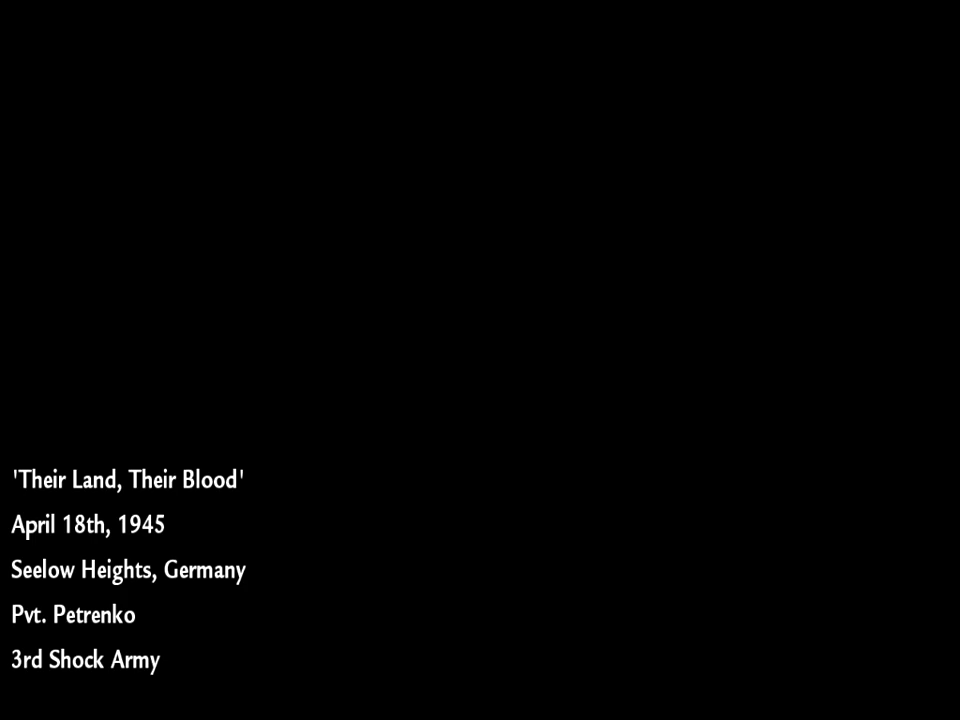 'Their Land, Their Blood'
April 18th, 1945
Seelow Heights, Germany
Pvt. Petrenko
3rd Shock Army